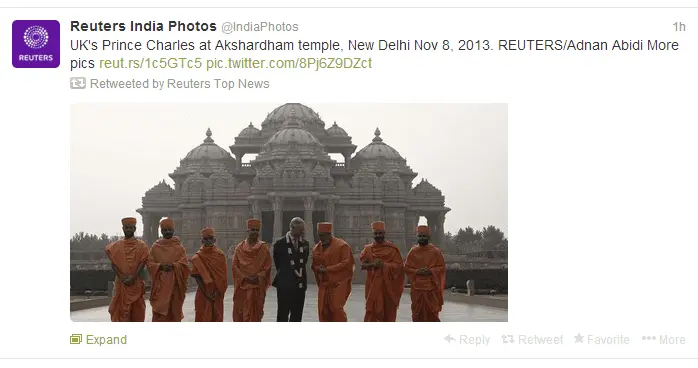 Reuters India Photos @IndiaPhotos 1h
UK's Prince Charles at Akshardham temple, New Delhi Nov 8, 2013. REUTERS/Adnan Abidi More
pics reut.rs/1c5GTc5 pic.twitter.com/8Pj6Z9DZct
REUTERS
Retweeted by Reuters Top News
Expand Reply Retweet Favorite More